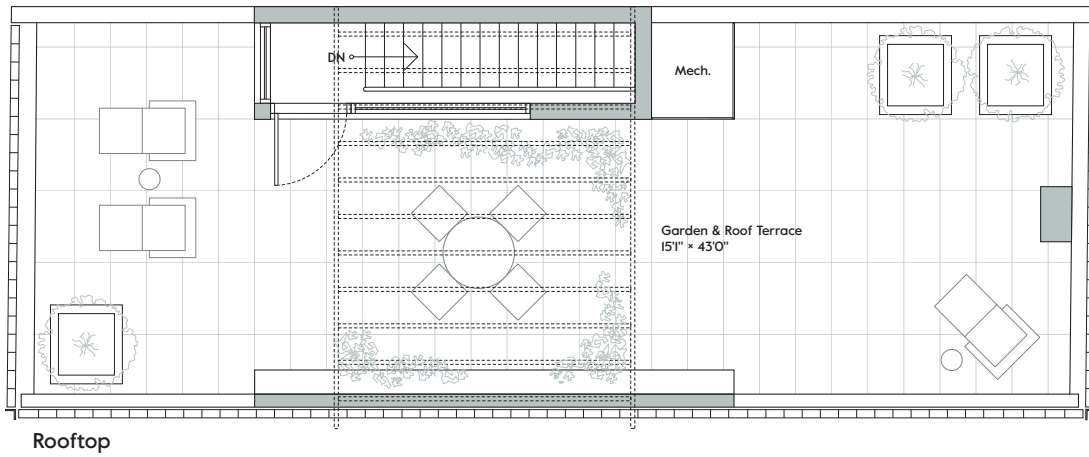 DN
Mech.
Garden & Roof Terrace
15'1" × 43'0"
Rooftop